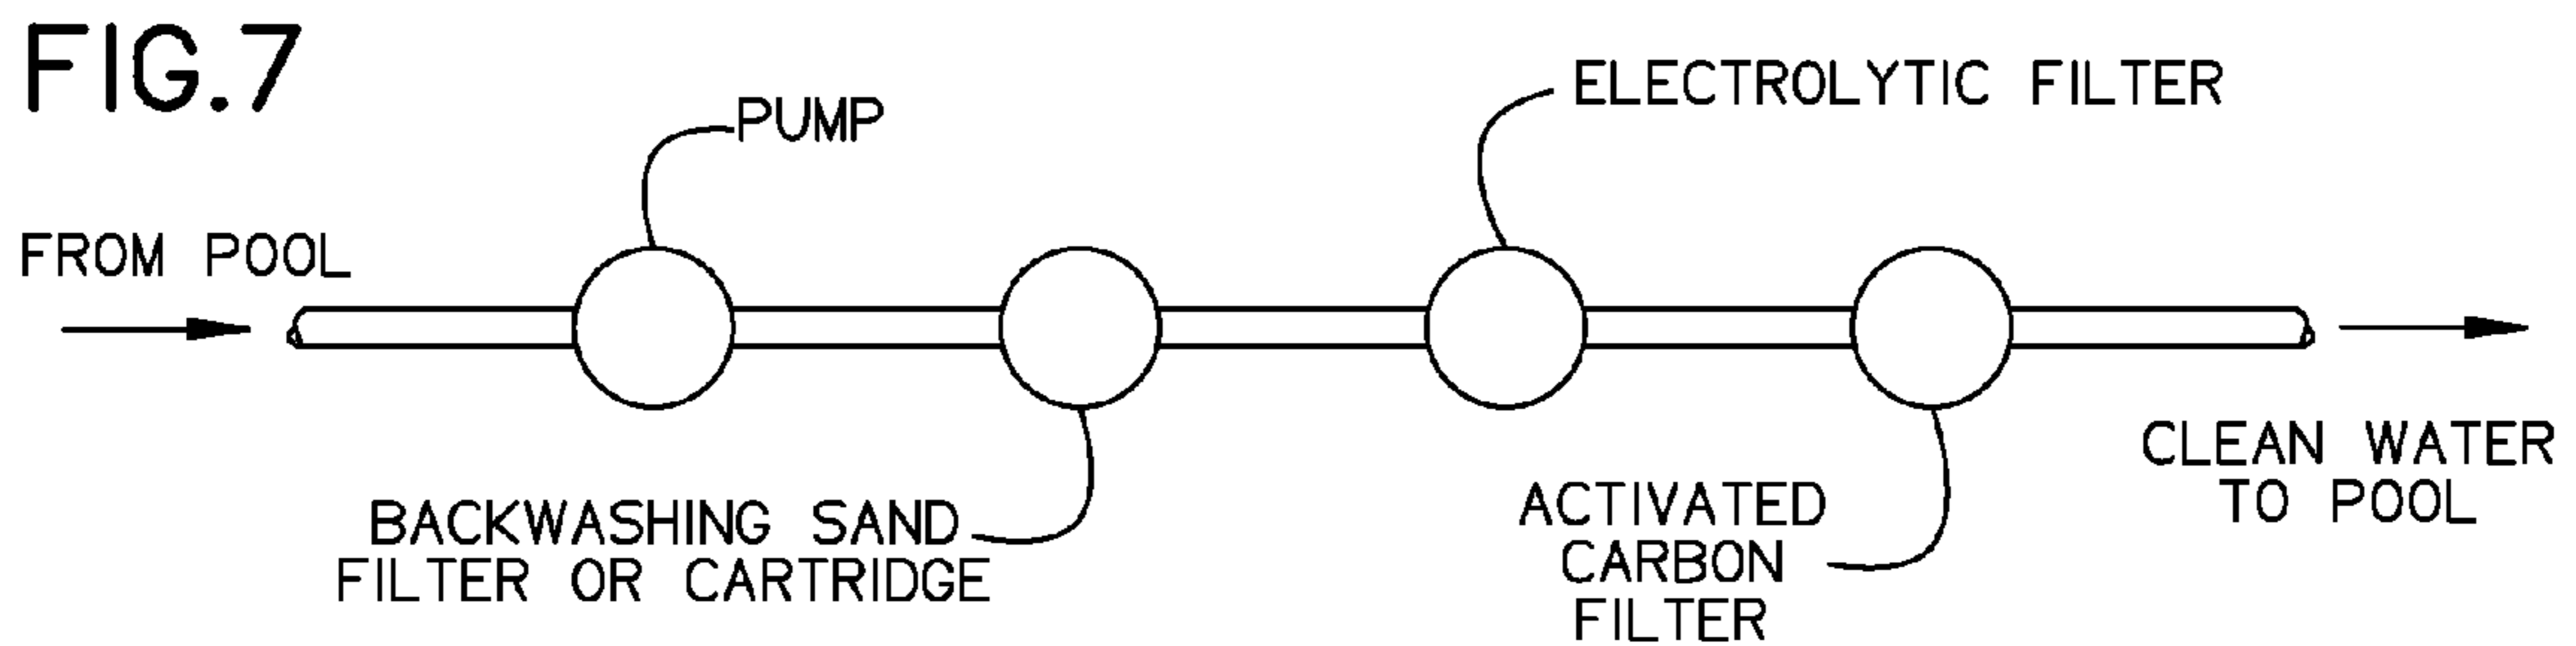 FIG.7
PUMP
ELECTROLYTIC FILTER
FROM POOL
BACKWASHING SAND
FILTER OR CARTRIDGE
ACTIVATED
CARBON
FILTER
CLEAN WATER
TO POOL